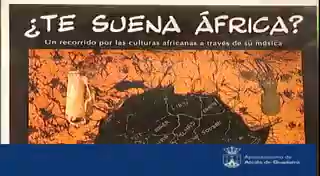 ¿TE SUENA ÁFRICA?
Un recorrido por las culturas africanas a través de su música
Ayuntamiento de
Alcalá de Guadaíra